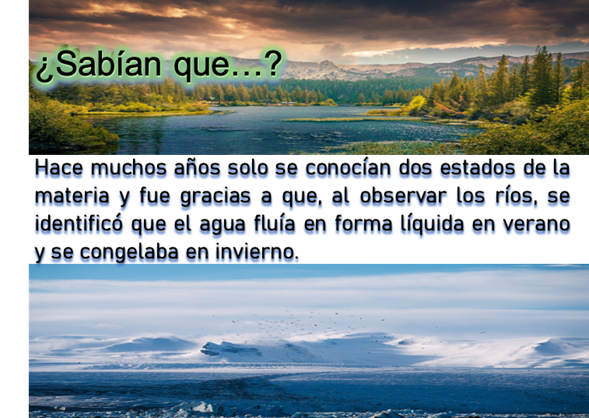 ¿Sabían que...?
Hace muchos años solo se conocían dos estados de la
materia y fue gracias a que, al observar los ríos, se
identificó que el agua fluía en forma líquida en verano
y se congelaba en invierno.